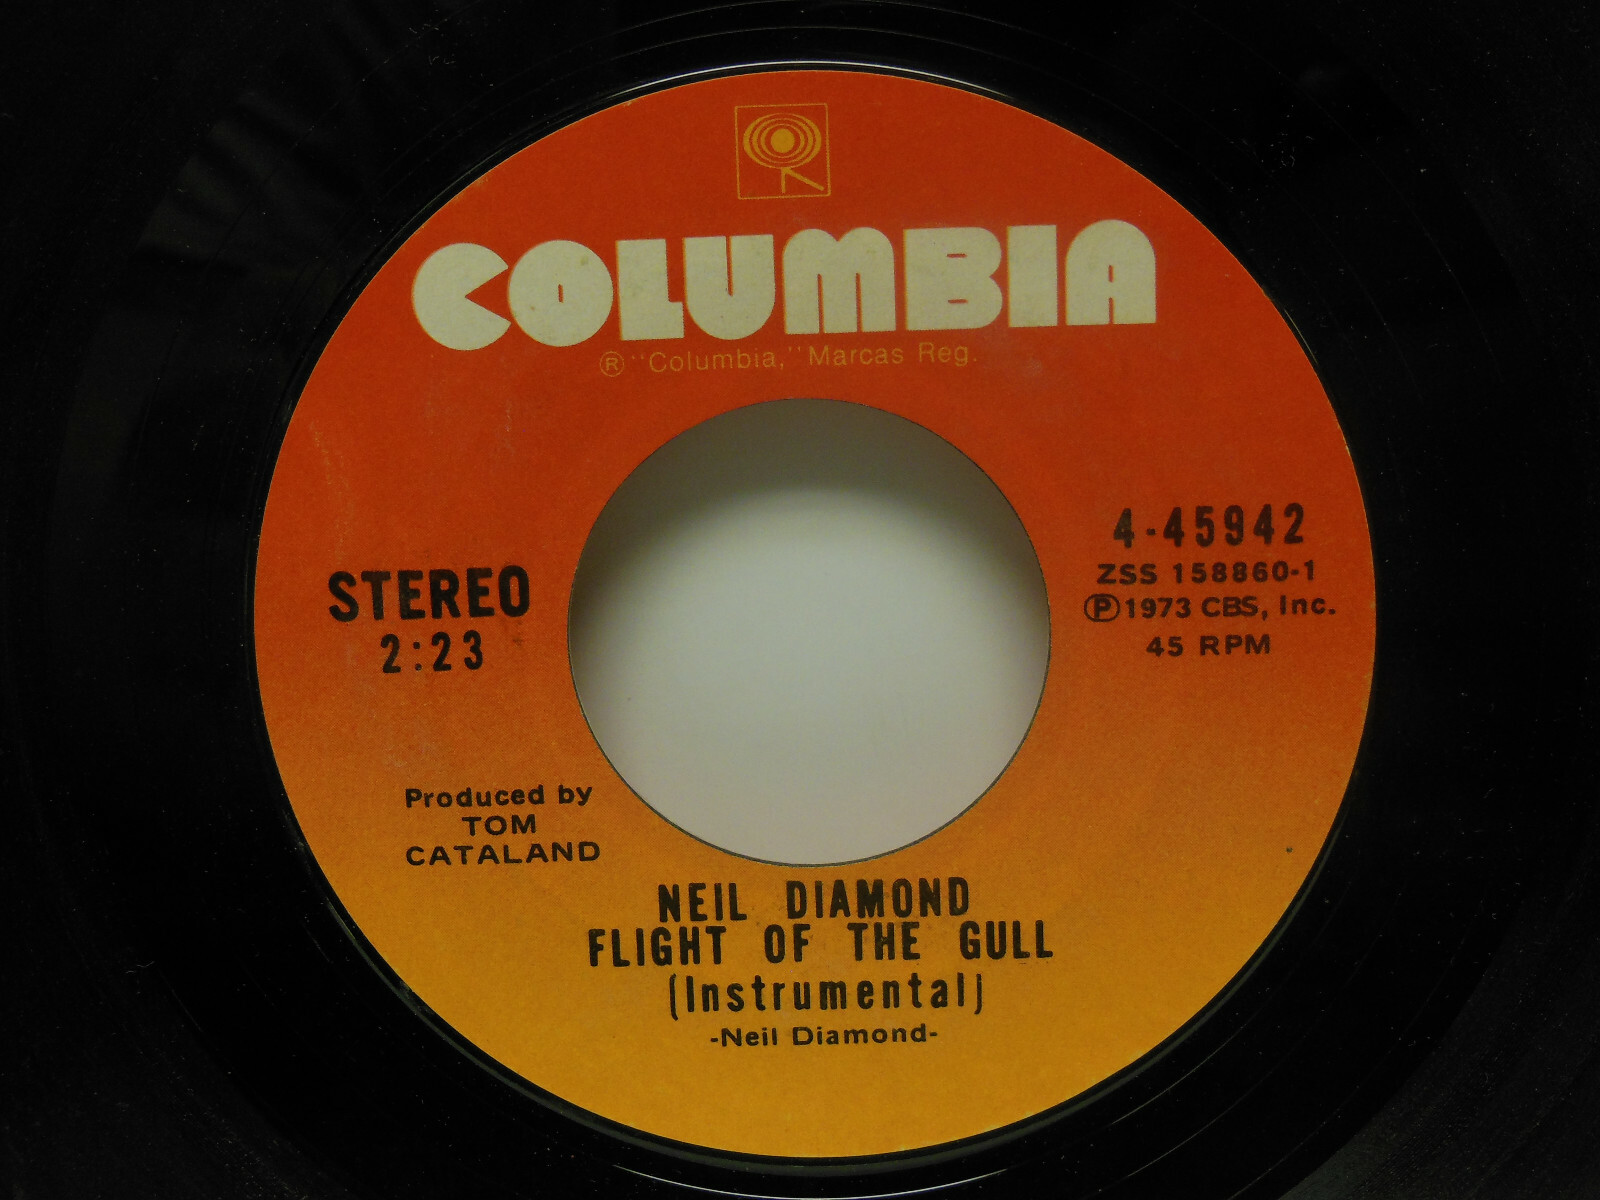 COLUMBIA
® "Columbia," Marcas Reg.
STEREO
2:23
4-45942
ZSS 158860-1
Ⓟ1973 CBS, Inc.
45 RPM
Produced by
TOM
CATALAND
NEIL DIAMOND
FLIGHT OF THE GULL
(Instrumental)
-Neil Diamond-